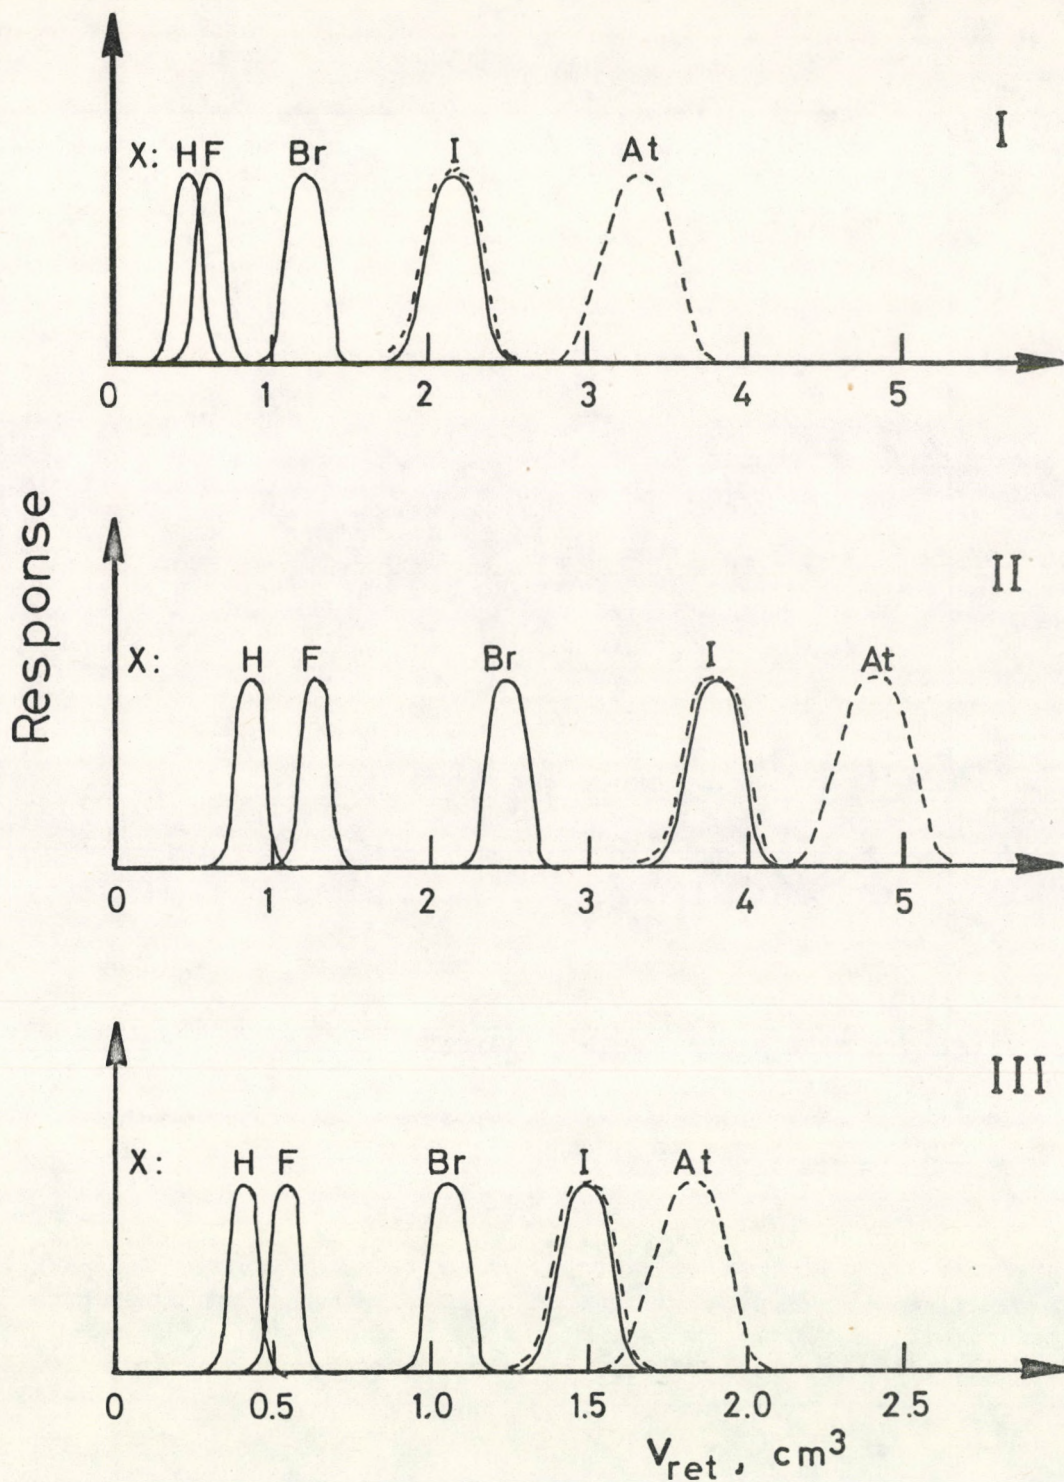 I
X: H F Br I At
0 1 2 3 4 5
Response
II
X: H F Br I At
0 1 2 3 4 5
III
X: H F Br I At
0 0.5 1.0 1.5 2.0 2.5
Vret, cm³